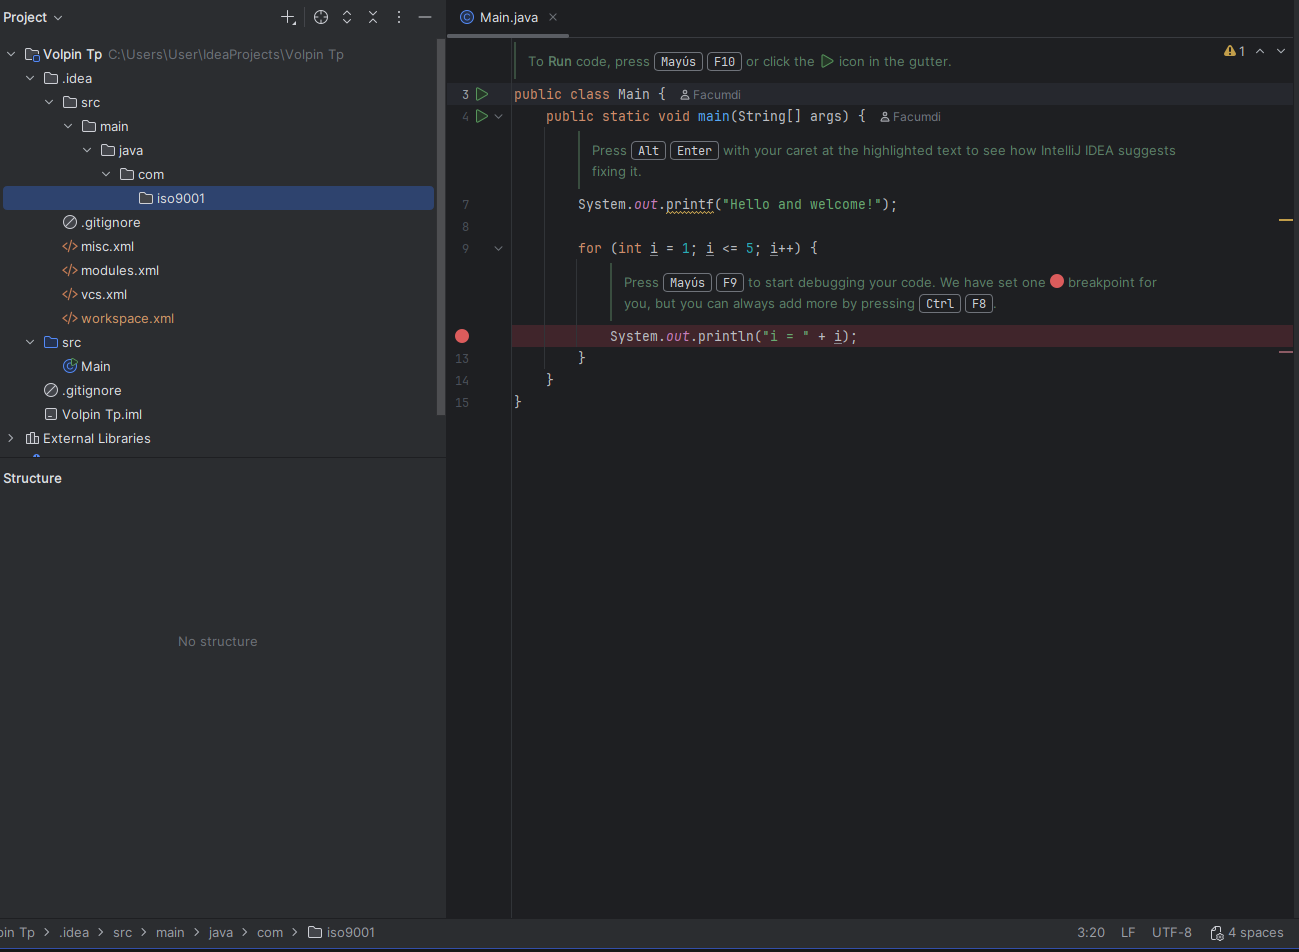 Project
Main.java
Volpin Tp C:\Users\User\IdeaProjects\Volpin Tp
.idea
src
main
java
com
iso9001
.gitignore
misc.xml
modules.xml
vcs.xml
workspace.xml
src
Main
.gitignore
Volpin Tp.iml
External Libraries
Structure
No structure
1
To Run code, press Mayús F10 or click the icon in the gutter.
3 public class Main { Facumdi
4 public static void main(String[] args) { Facumdi
Press Alt Enter with your caret at the highlighted text to see how IntelliJ IDEA suggests
fixing it.
7 System.out.printf("Hello and welcome!");
8
9 for (int i = 1; i <= 5; i++) {
Press Mayús F9 to start debugging your code. We have set one breakpoint for
you, but you can always add more by pressing Ctrl F8.
System.out.println("i = " + i);
13 }
14 }
15 }
pin Tp > .idea > src > main > java > com > iso9001
3:20 LF UTF-8 4 spaces